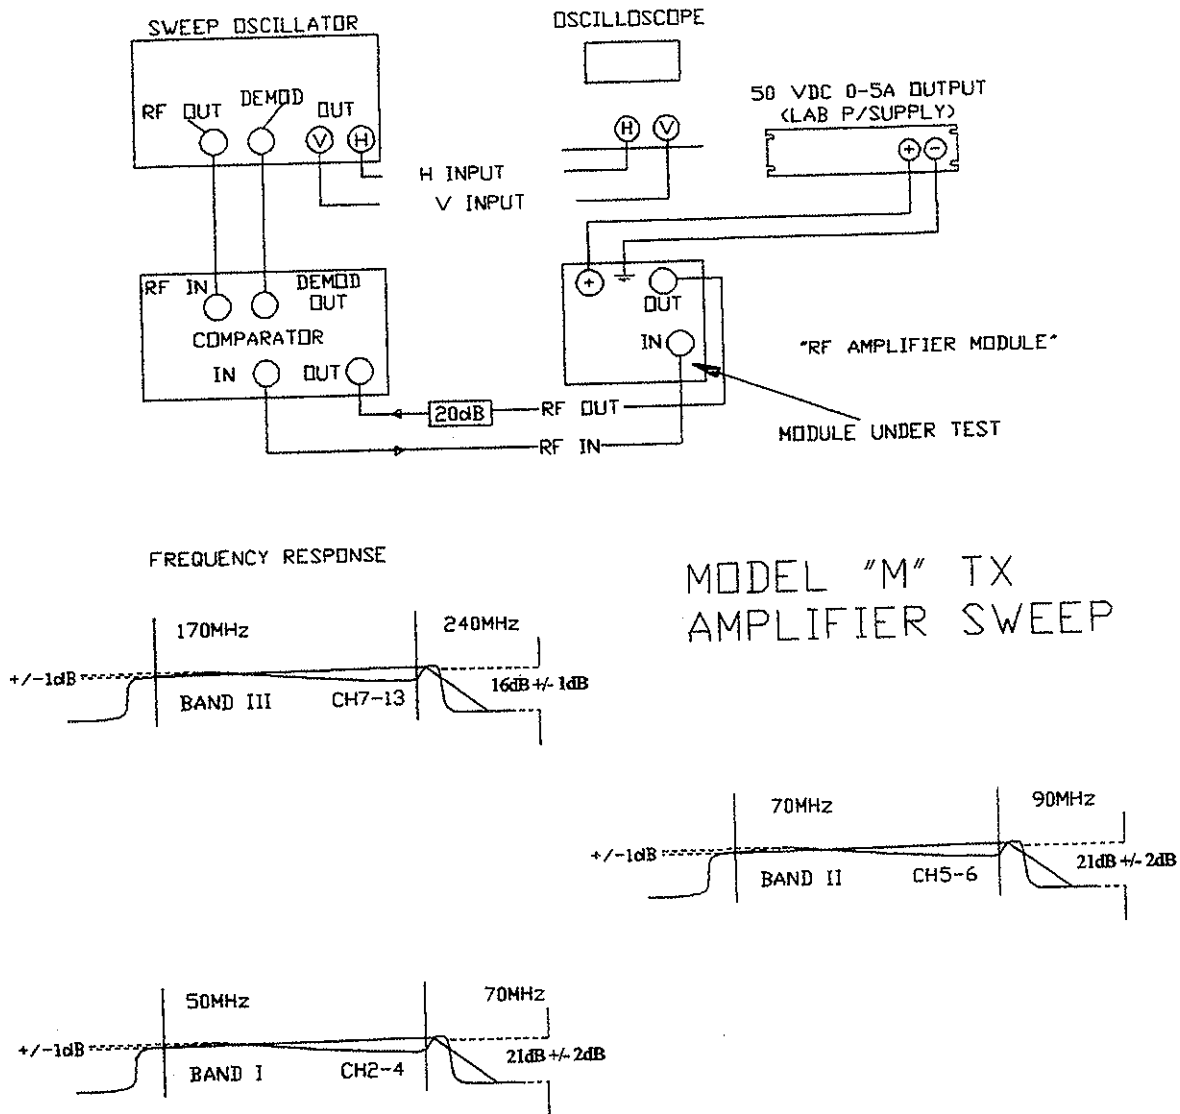 SWEEP OSCILLATOR
OSCILLOSCOPE
RF OUT
DEMOD
OUT
V
H
H
V
50 VDC 0-5A OUTPUT
(LAB P/SUPPLY)
+
-
H INPUT
V INPUT
RF IN
DEMOD
OUT
COMPARATOR
IN
OUT
+
OUT
IN
"RF AMPLIFIER MODULE"
20dB
RF OUT
RF IN
MODULE UNDER TEST
FREQUENCY RESPONSE
MODEL "M" TX
AMPLIFIER SWEEP
170MHz
240MHz
+/-1dB
16dB +/- 1dB
BAND III
CH7-13
70MHz
90MHz
+/-1dB
21dB +/- 2dB
BAND II
CH5-6
50MHz
70MHz
+/-1dB
21dB +/- 2dB
BAND I
CH2-4